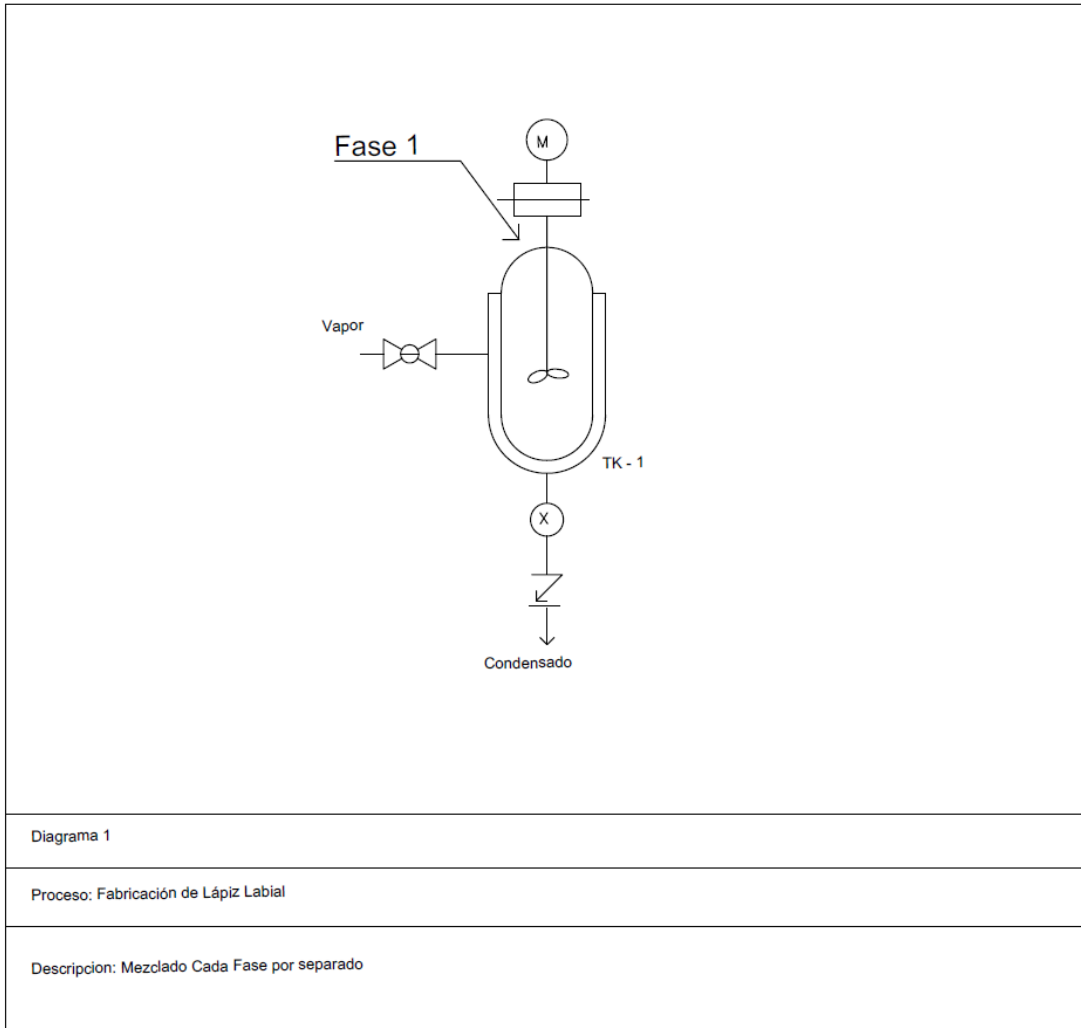 M
Fase 1
Vapor
TK - 1
X
Condensado
Diagrama 1
Proceso: Fabricación de Lápiz Labial
Descripcion: Mezclado Cada Fase por separado